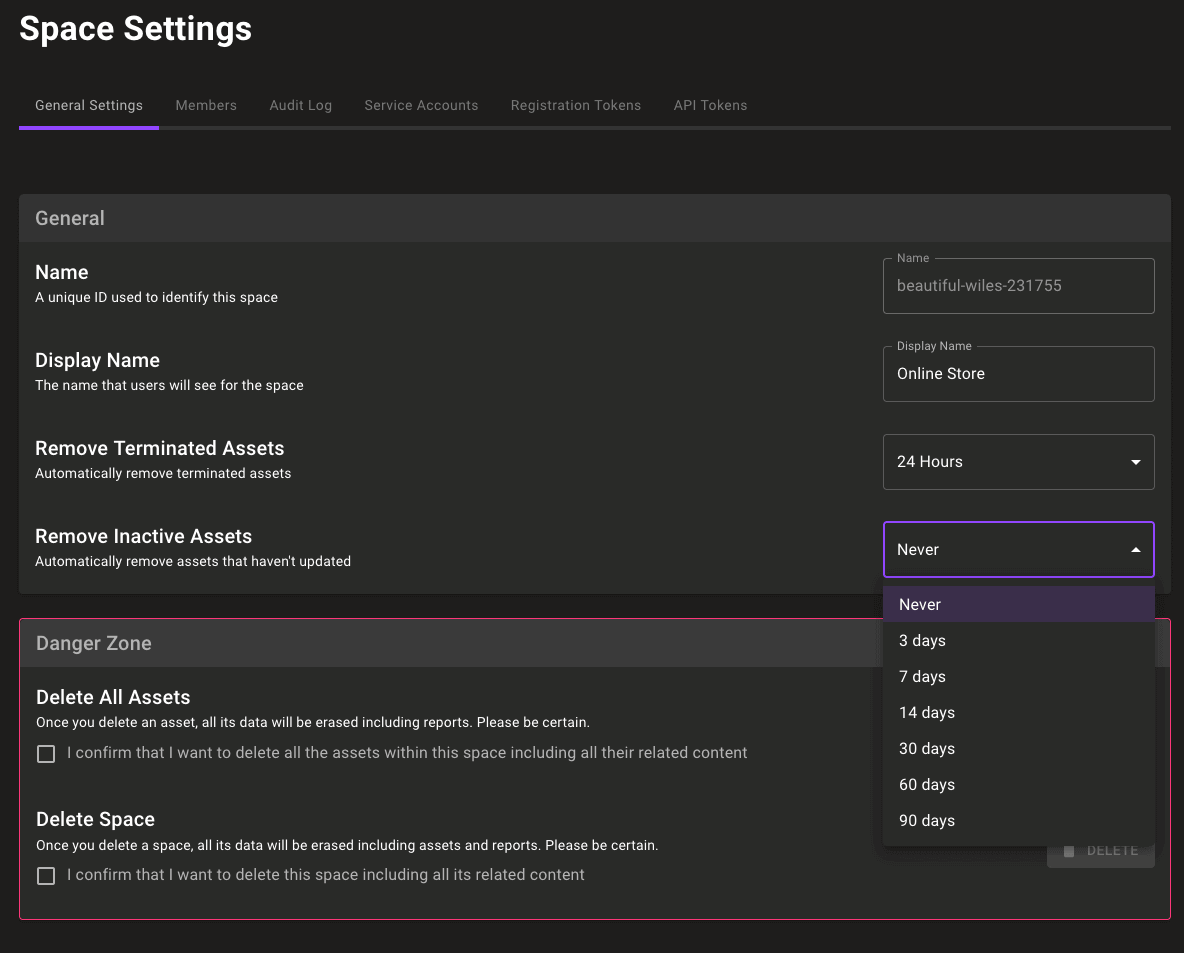 Space Settings
General Settings Members Audit Log Service Accounts Registration Tokens API Tokens
General
Name
A unique ID used to identify this space
Name
beautiful-wiles-231755
Display Name
The name that users will see for the space
Display Name
Online Store
Remove Terminated Assets
Automatically remove terminated assets
24 Hours
Remove Inactive Assets
Automatically remove assets that haven't updated
Never
Never
3 days
7 days
14 days
30 days
60 days
90 days
Danger Zone
Delete All Assets
Once you delete an asset, all its data will be erased including reports. Please be certain.
I confirm that I want to delete all the assets within this space including all their related content
Delete Space
Once you delete a space, all its data will be erased including assets and reports. Please be certain.
I confirm that I want to delete this space including all its related content
DELETE